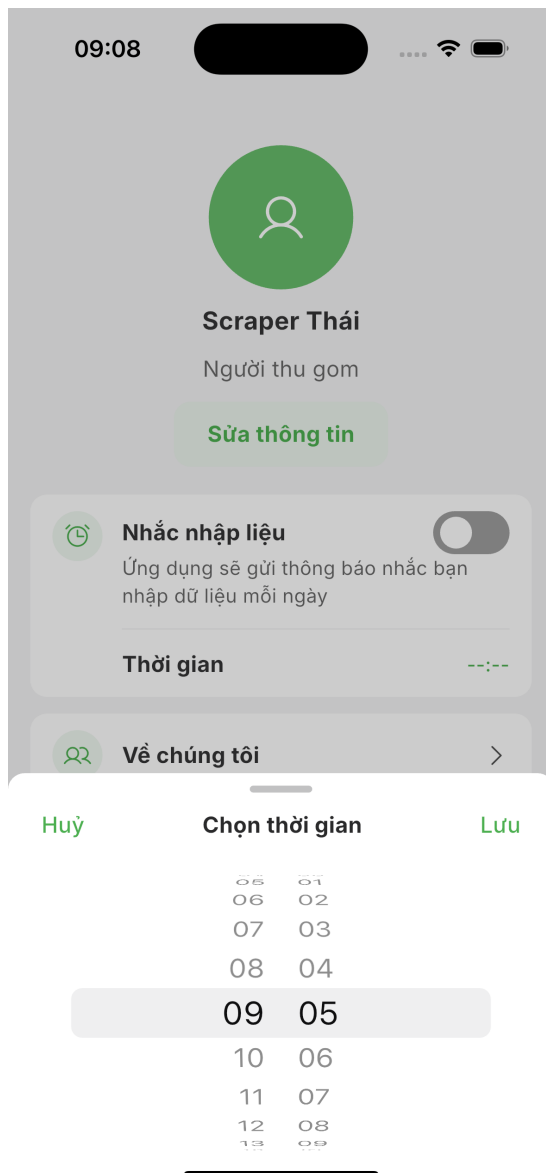 09:08
Scraper Thái
Người thu gom
Sửa thông tin
Nhắc nhập liệu
Ứng dụng sẽ gửi thông báo nhắc bạn
nhập dữ liệu mỗi ngày
Thời gian --:--
Về chúng tôi
Huỷ Chọn thời gian Lưu
05 01
06 02
07 03
08 04
09 05
10 06
11 07
12 08
13 09